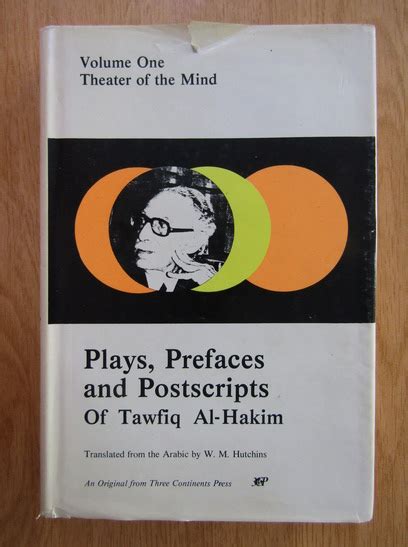 Volume One
Theater of the Mind
Plays, Prefaces
and Postscripts
Of Tawfiq Al-Hakim
Translated from the Arabic by W. M. Hutchins
An Original from Three Continents Press